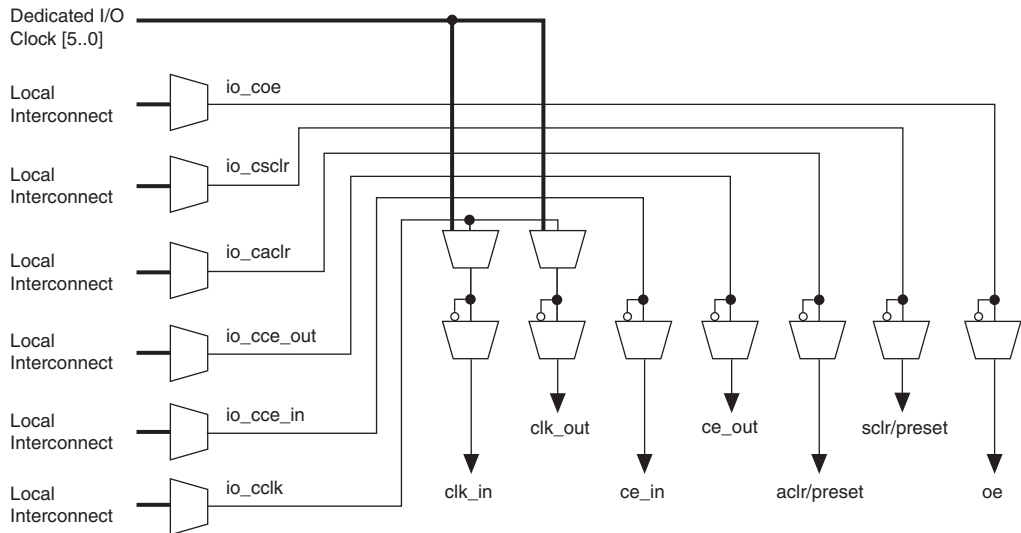 Dedicated I/O
Clock [5..0]
Local
Interconnect
io_coe
Local
Interconnect
io_csclr
Local
Interconnect
io_caclr
Local
Interconnect
io_cce_out
Local
Interconnect
io_cce_in
Local
Interconnect
io_cclk
clk_out
ce_out
sclr/preset
clk_in
ce_in
aclr/preset
oe